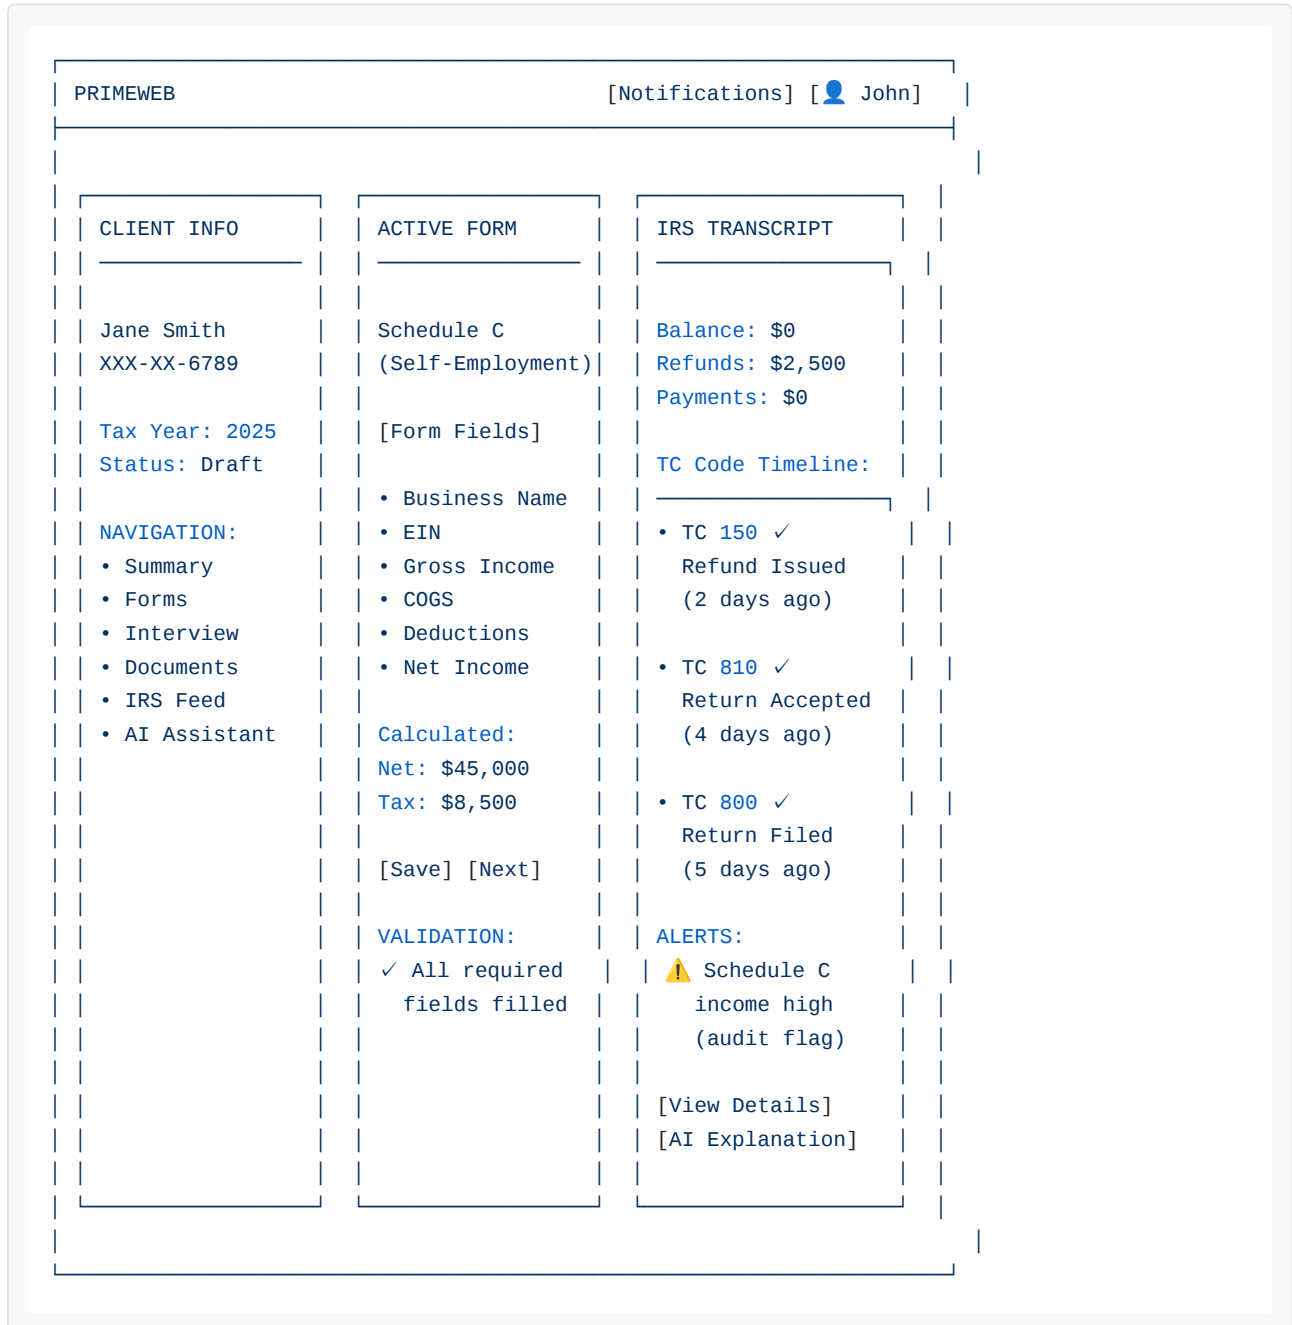 PRIMEWEB [Notifications] [👤 John]
CLIENT INFO
Jane Smith
XXX-XX-6789
Tax Year: 2025
Status: Draft
NAVIGATION:
• Summary
• Forms
• Interview
• Documents
• IRS Feed
• AI Assistant
ACTIVE FORM
Schedule C
(Self-Employment)
[Form Fields]
• Business Name
• EIN
• Gross Income
• COGS
• Deductions
• Net Income
Calculated:
Net: $45,000
Tax: $8,500
[Save] [Next]
VALIDATION:
✓ All required
fields filled
IRS TRANSCRIPT
Balance: $0
Refunds: $2,500
Payments: $0
TC Code Timeline:
• TC 150 ✓
Refund Issued
(2 days ago)
• TC 810 ✓
Return Accepted
(4 days ago)
• TC 800 ✓
Return Filed
(5 days ago)
ALERTS:
⚠️ Schedule C
income high
(audit flag)
[View Details]
[AI Explanation]